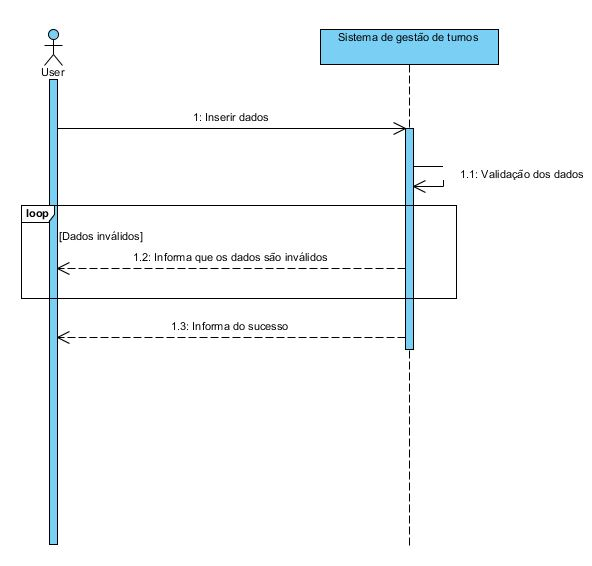 Sistema de gestão de turnos
User
1: Inserir dados
1.1: Validação dos dados
loop
[Dados inválidos]
1.2: Informa que os dados são inválidos
1.3: Informa do sucesso